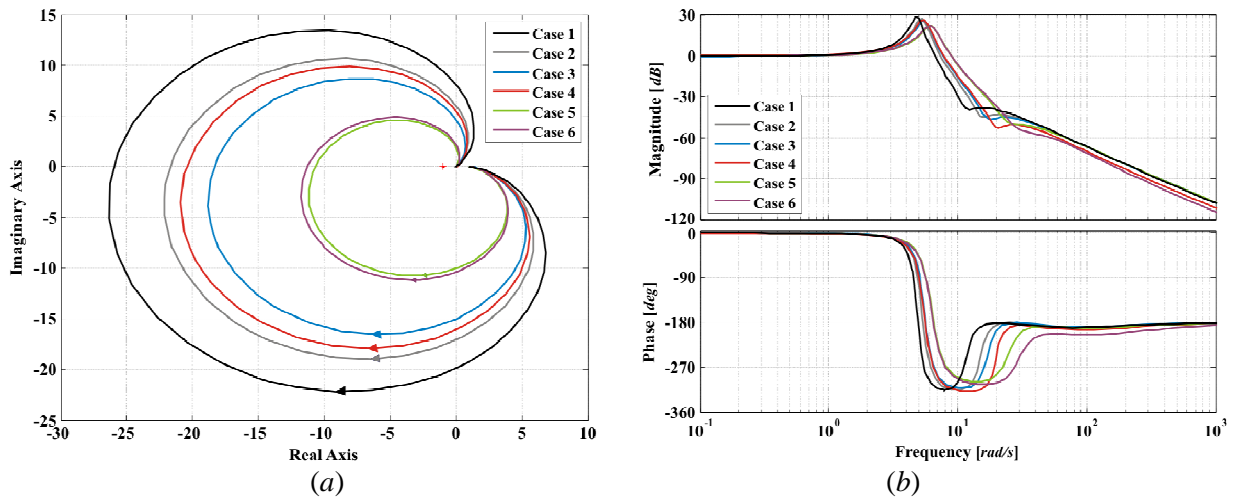 15
10
5
0
-5
-10
-15
-20
-25
-30
-25
-20
-15
-10
-5
0
5
10
Imaginary Axis
Real Axis
Case 1
Case 2
Case 3
Case 4
Case 5
Case 6
(a)
30
0
-30
-60
-90
-120
Magnitude [dB]
Case 1
Case 2
Case 3
Case 4
Case 5
Case 6
0
-90
-180
-270
-360
Phase [deg]
10^-1
10^0
10^1
10^2
10^3
Frequency [rad/s]
(b)